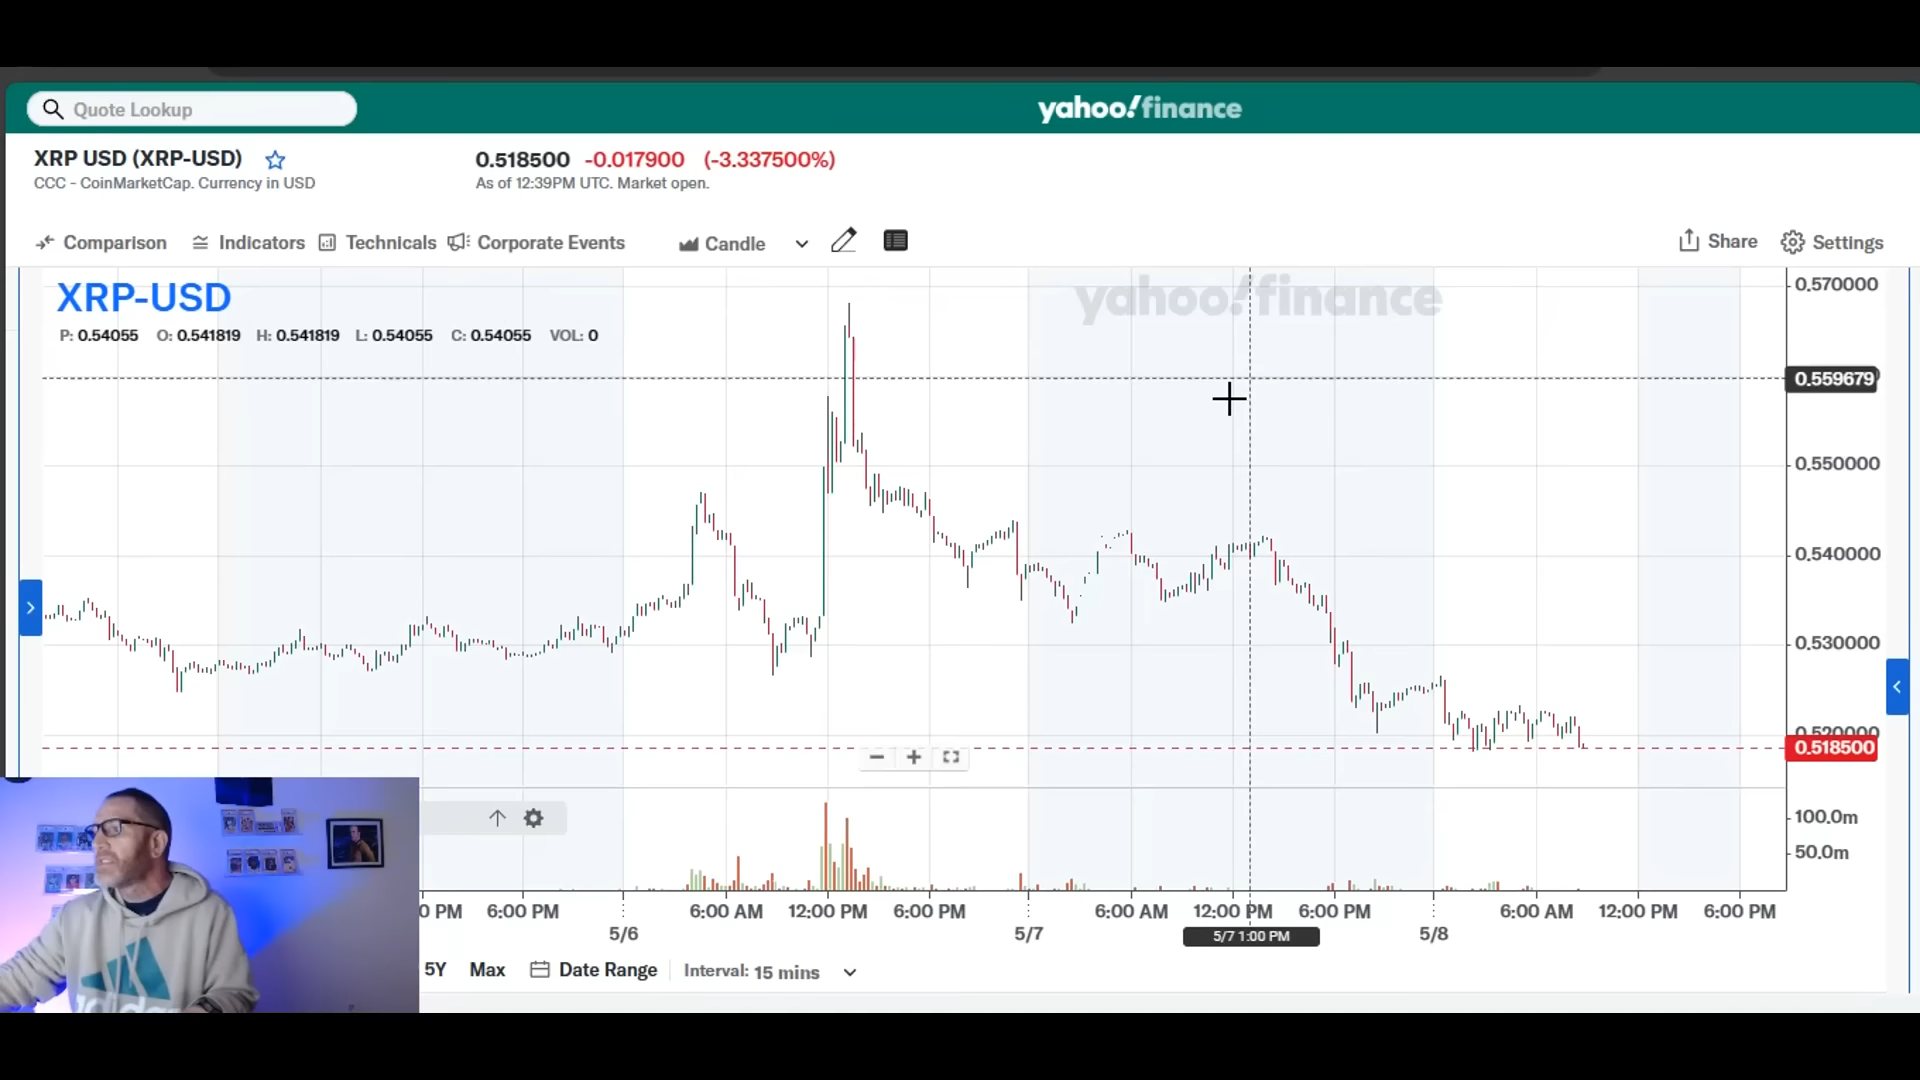 Quote Lookup
yahoo!finance
XRP USD (XRP-USD)
0.518500 -0.017900 (-3.337500%)
CCC - CoinMarketCap. Currency in USD
As of 12:39PM UTC. Market open.
Comparison Indicators Technicals Corporate Events Candle Share Settings
XRP-USD
yahoo!finance
P: 0.54055 O: 0.541819 H: 0.541819 L: 0.54055 C: 0.54055 VOL: 0
0.570000
0.559679
0.550000
0.540000
0.530000
0.520000
0.518500
100.0m
50.0m
0 PM 6:00 PM 6:00 AM 12:00 PM 6:00 PM 6:00 AM 12:00 PM 6:00 PM 6:00 AM 12:00 PM 6:00 PM
5/6 5/7 5/7 1:00 PM 5/8
5Y Max Date Range Interval: 15 mins
adidas